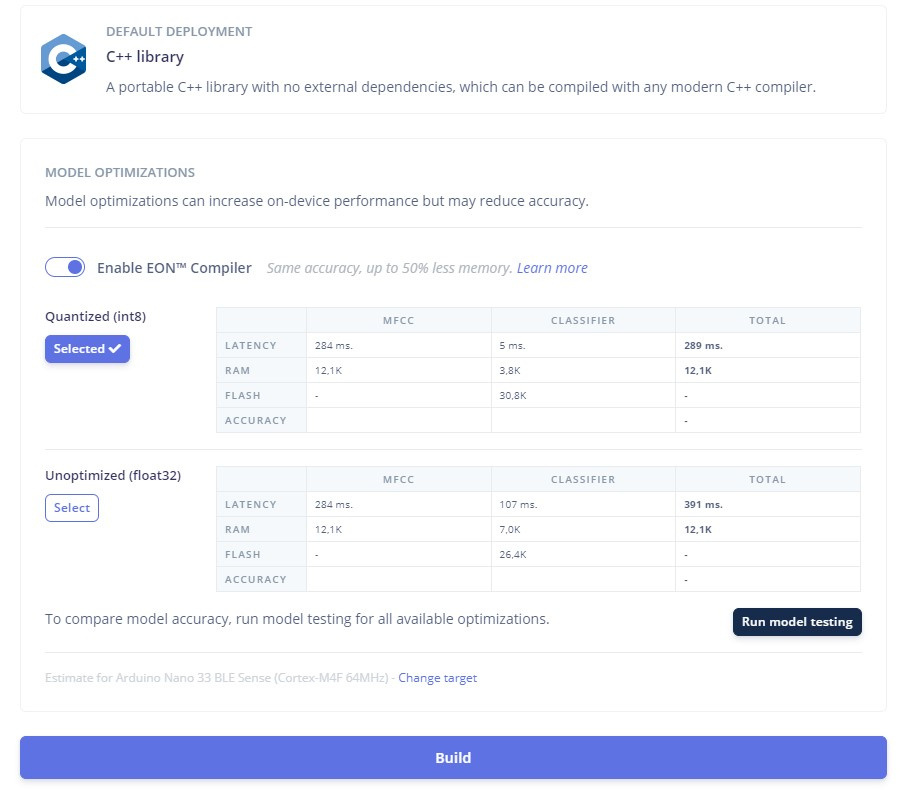 DEFAULT DEPLOYMENT
C++ library
A portable C++ library with no external dependencies, which can be compiled with any modern C++ compiler.
MODEL OPTIMIZATIONS
Model optimizations can increase on-device performance but may reduce accuracy.
Enable EON™ Compiler Same accuracy, up to 50% less memory. Learn more
Quantized (int8)
Selected
MFCC CLASSIFIER TOTAL
LATENCY 284 ms. 5 ms. 289 ms.
RAM 12,1K 3,8K 12,1K
FLASH - 30,8K -
ACCURACY -
Unoptimized (float32)
Select
MFCC CLASSIFIER TOTAL
LATENCY 284 ms. 107 ms. 391 ms.
RAM 12,1K 7,0K 12,1K
FLASH - 26,4K -
ACCURACY -
To compare model accuracy, run model testing for all available optimizations.
Run model testing
Estimate for Arduino Nano 33 BLE Sense (Cortex-M4F 64MHz) - Change target
Build